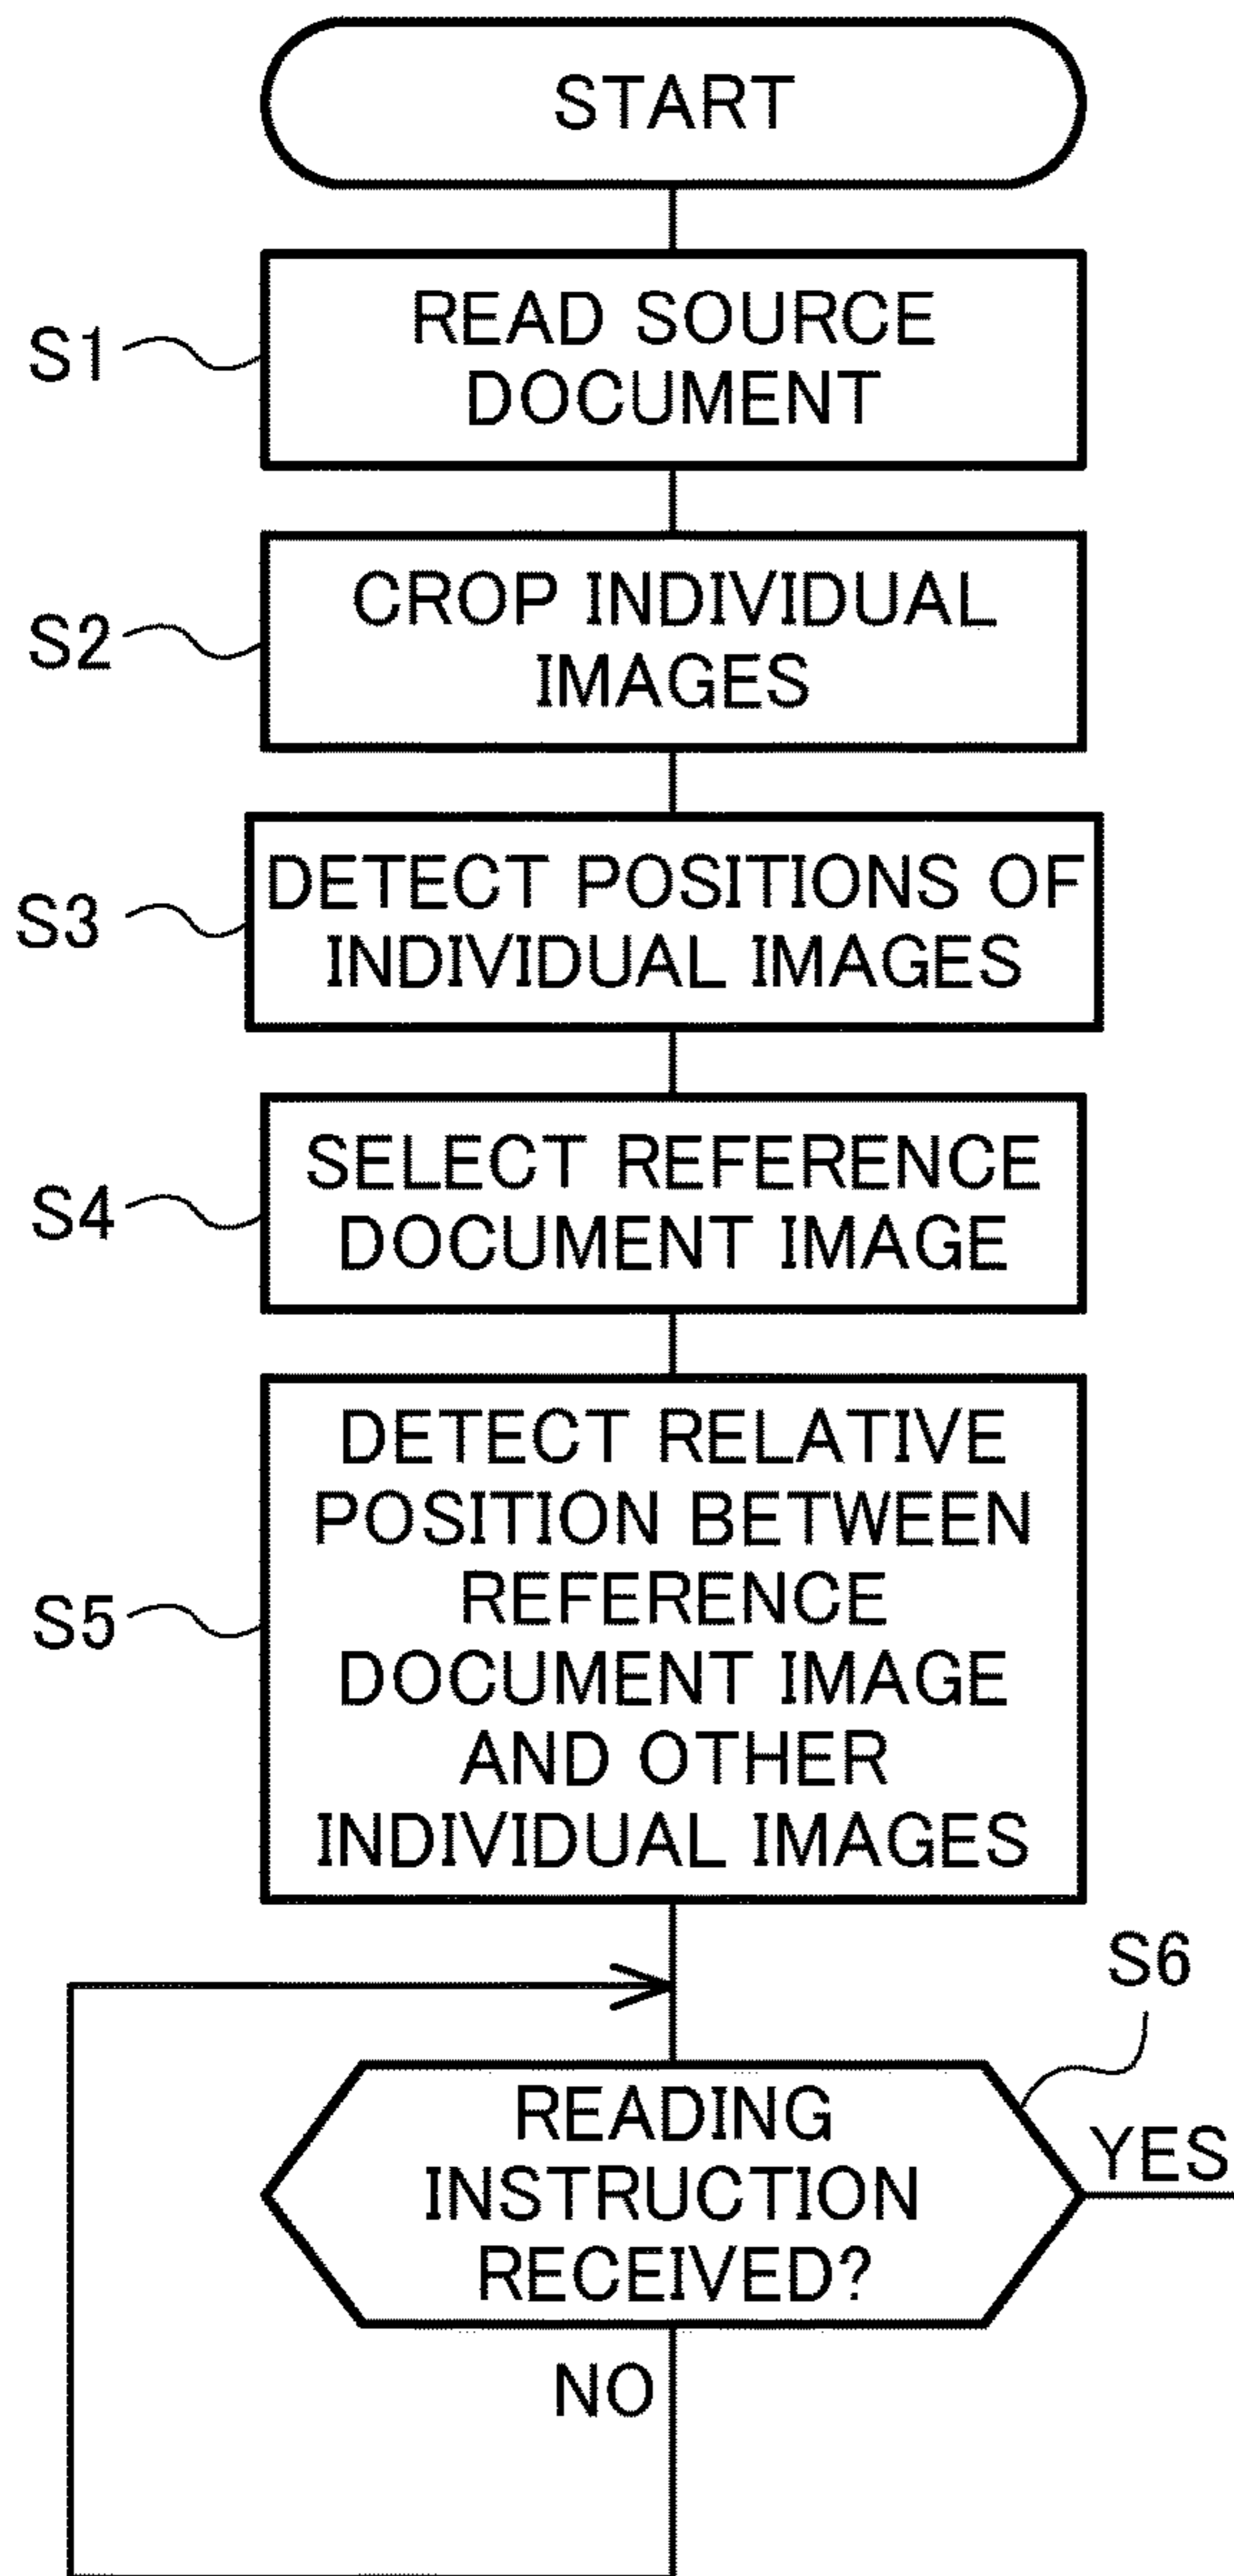 START
S1
READ SOURCE
DOCUMENT
S2
CROP INDIVIDUAL
IMAGES
S3
DETECT POSITIONS OF
INDIVIDUAL IMAGES
S4
SELECT REFERENCE
DOCUMENT IMAGE
S5
DETECT RELATIVE
POSITION BETWEEN
REFERENCE
DOCUMENT IMAGE
AND OTHER
INDIVIDUAL IMAGES
S6
READING
INSTRUCTION
RECEIVED?
YES
NO